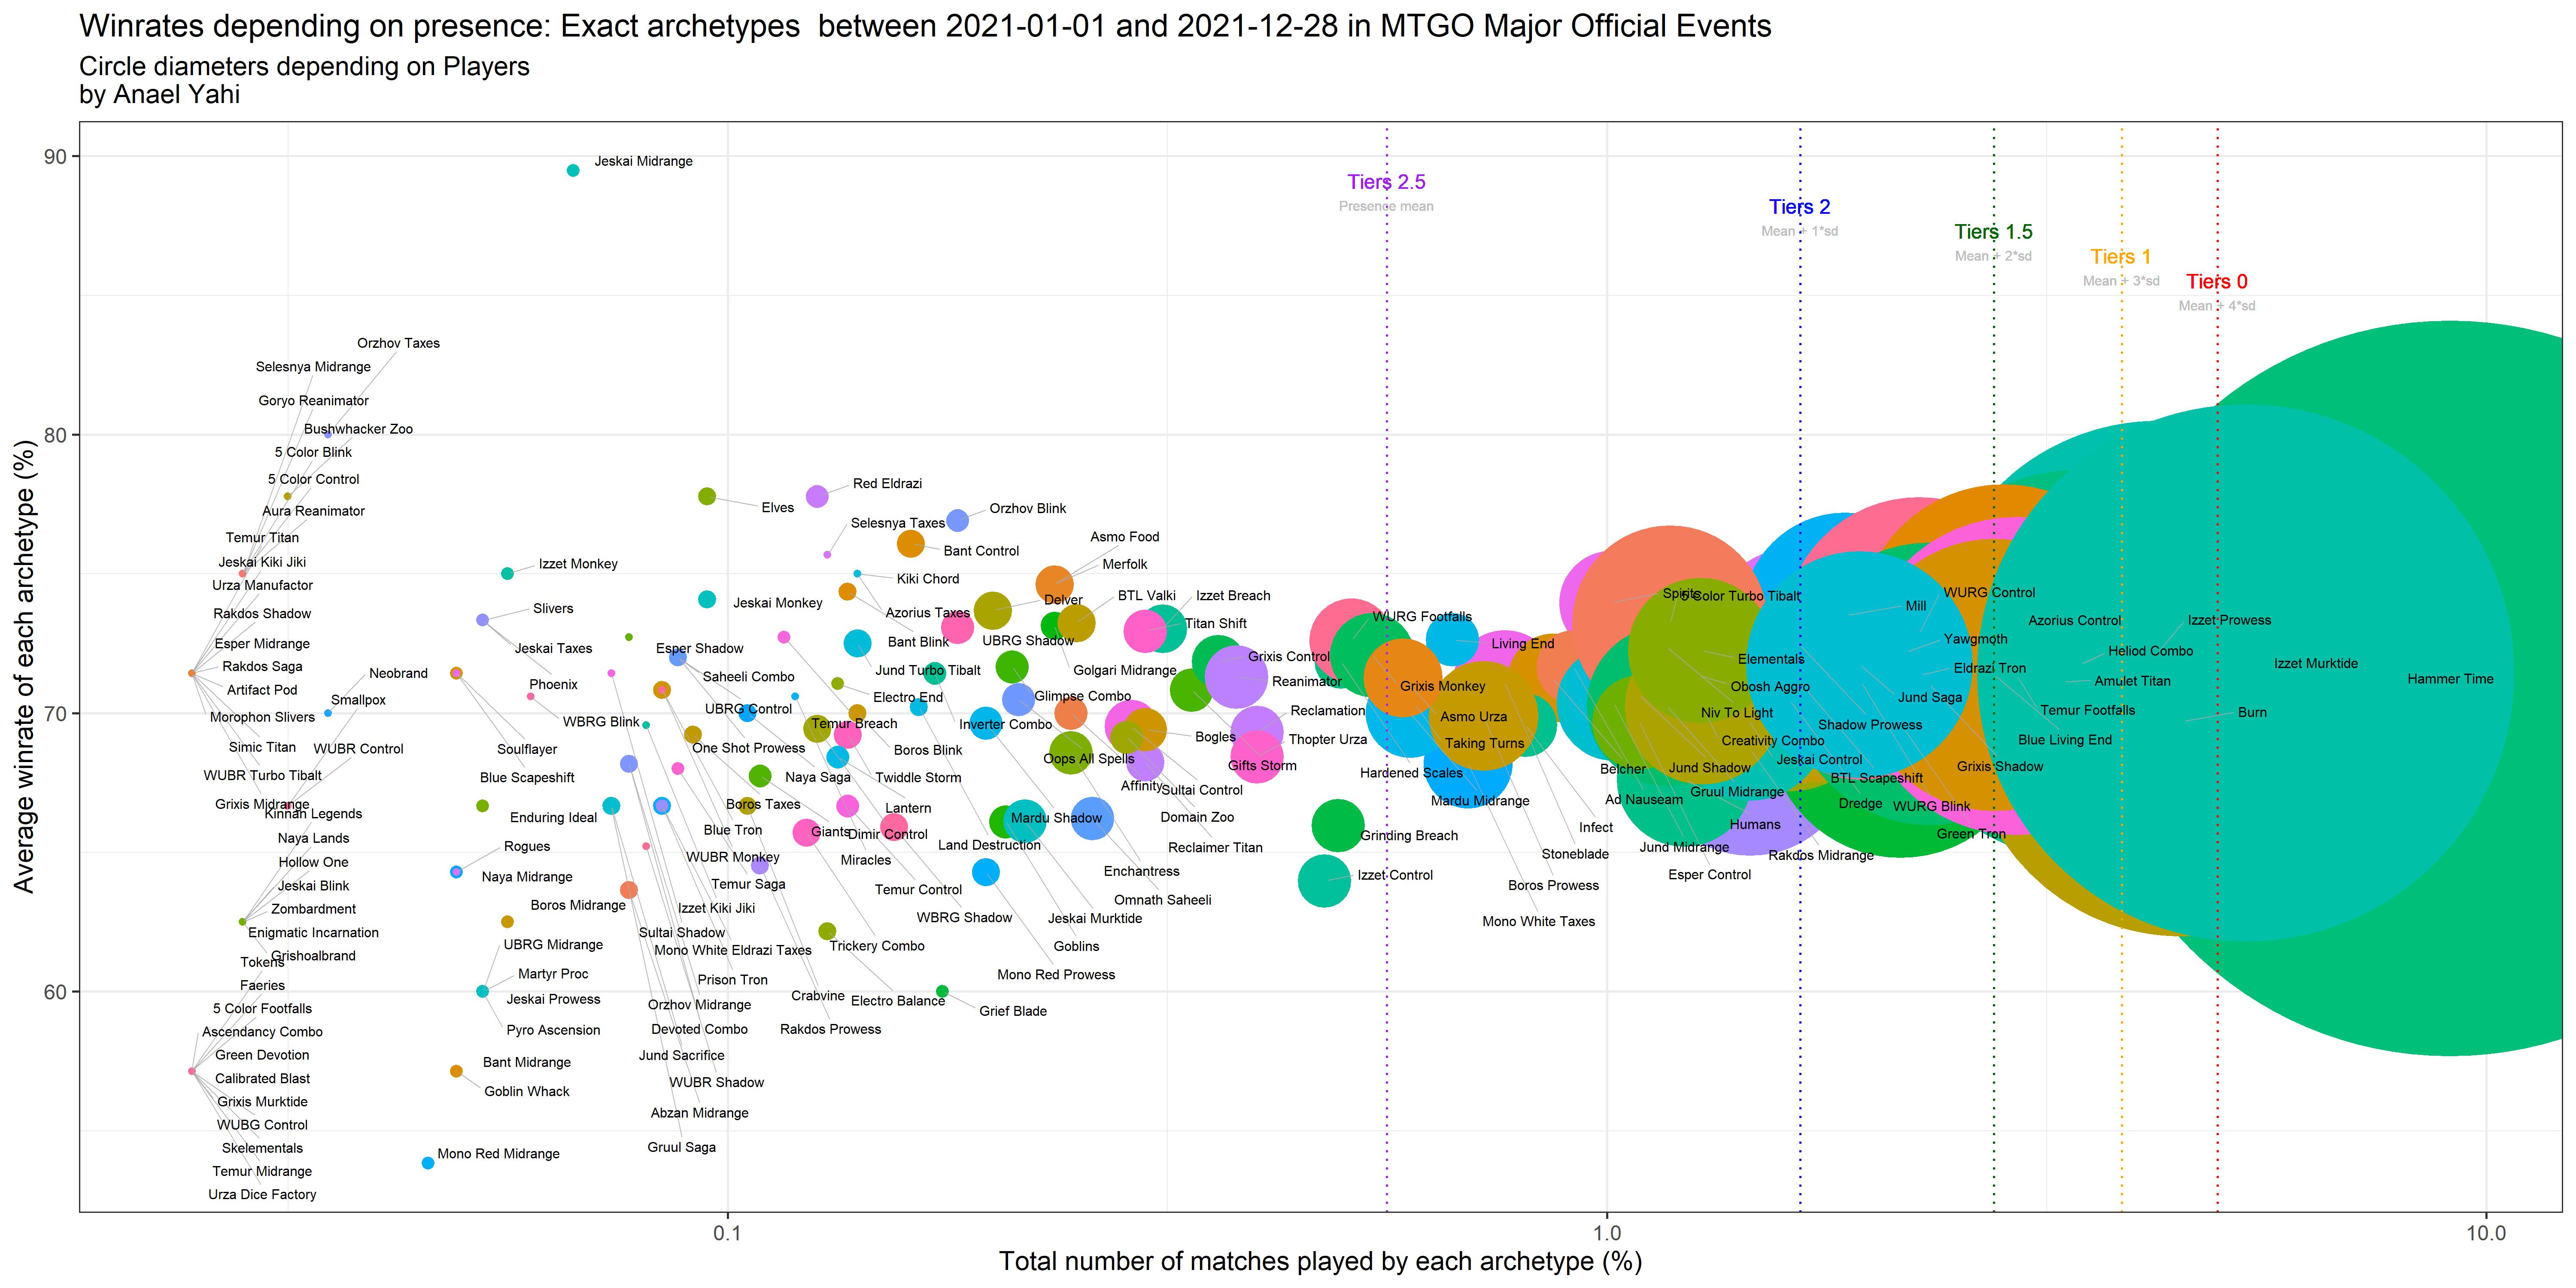 Winrates depending on presence: Exact archetypes  between 2021-01-01 and 2021-12-28 in MTGO Major Official Events
Circle diameters depending on Players
by Anael Yahi
Average winrate of each archetype (%)
90
80
70
60
Jeskai Midrange
Tiers 2.5
Presence mean
Tiers 2
Mean + 1*sd
Tiers 1.5
Mean + 2*sd
Tiers 1
Mean + 3*sd
Tiers 0
Mean + 4*sd
Orzhov Taxes
Selesnya Midrange
Goryo Reanimator
Bushwhacker Zoo
5 Color Blink
5 Color Control
Aura Reanimator
Temur Titan
Jeskai Kiki Jiki
Urza Manufactor
Rakdos Shadow
Esper Midrange
Rakdos Saga
Artifact Pod
Morophon Slivers
Simic Titan
WUBR Turbo Tibalt
Grixis Midrange
Neobrand
Smallpox
WUBR Control
Kinnan Legends
Naya Lands
Hollow One
Jeskai Blink
Zombardment
Enigmatic Incarnation
Grishoalbrand
Tokens
Faeries
5 Color Footfalls
Ascendancy Combo
Green Devotion
Calibrated Blast
Grixis Murktide
WUBG Control
Skelementals
Temur Midrange
Urza Dice Factory
Izzet Monkey
Slivers
Jeskai Taxes
Phoenix
WBRG Blink
Soulflayer
Blue Scapeshift
Enduring Ideal
Rogues
Naya Midrange
Boros Midrange
UBRG Midrange
Martyr Proc
Jeskai Prowess
Pyro Ascension
Bant Midrange
Goblin Whack
Mono Red Midrange
Elves
Red Eldrazi
Selesnya Taxes
Orzhov Blink
Bant Control
Kiki Chord
Jeskai Monkey
Azorius Taxes
Bant Blink
Esper Shadow
Saheeli Combo
Jund Turbo Tibalt
Electro End
UBRG Control
Temur Breach
One Shot Prowess
Boros Blink
Naya Saga
Twiddle Storm
Boros Taxes
Lantern
Blue Tron
Giants
Dimir Control
WUBR Monkey
Miracles
Temur Saga
Temur Control
Izzet Kiki Jiki
WBRG Shadow
Sultai Shadow
Mono White Eldrazi Taxes
Trickery Combo
Prison Tron
Crabvine
Electro Balance
Orzhov Midrange
Grief Blade
Devoted Combo
Rakdos Prowess
Jund Sacrifice
WUBR Shadow
Abzan Midrange
Gruul Saga
Asmo Food
Merfolk
Delver
BTL Valki
Izzet Breach
Titan Shift
UBRG Shadow
Golgari Midrange
Grixis Control
Reanimator
Glimpse Combo
Inverter Combo
Reclamation
Bogles
Thopter Urza
Oops All Spells
Gifts Storm
Affinity
Sultai Control
Mardu Shadow
Domain Zoo
Land Destruction
Reclaimer Titan
Enchantress
Omnath Saheeli
Jeskai Murktide
Goblins
Mono Red Prowess
WURG Footfalls
Living End
Grixis Monkey
Asmo Urza
Taking Turns
Hardened Scales
Mardu Midrange
Grinding Breach
Izzet Control
Infect
Stoneblade
Boros Prowess
Mono White Taxes
Spirits
5 Color Turbo Tibalt
Elementals
Obosh Aggro
Niv To Light
Creativity Combo
Jeskai Control
Belcher
Jund Shadow
Ad Nauseam
Gruul Midrange
Humans
Jund Midrange
Rakdos Midrange
Esper Control
WURG Control
Mill
Yawgmoth
Eldrazi Tron
Jund Saga
Shadow Prowess
Temur Footfalls
Blue Living End
Grixis Shadow
BTL Scapeshift
Dredge
WURG Blink
Green Tron
Azorius Control
Izzet Prowess
Heliod Combo
Amulet Titan
Burn
Izzet Murktide
Hammer Time
0.1
1.0
10.0
Total number of matches played by each archetype (%)